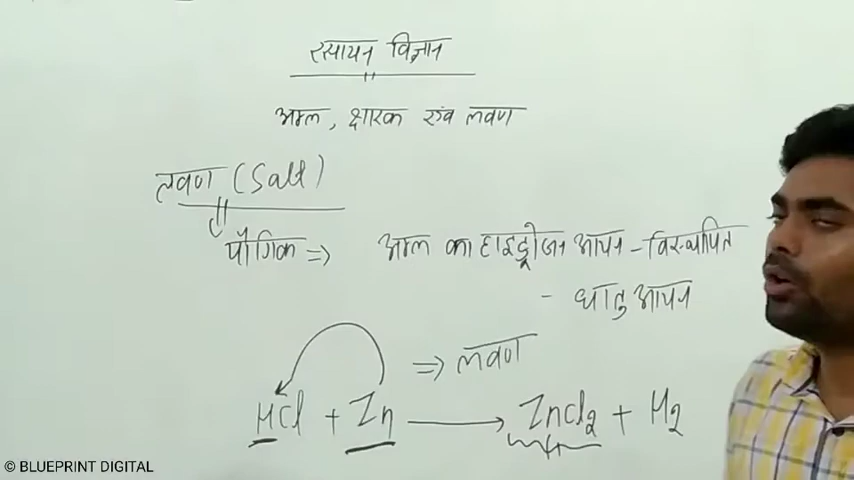 रसायन विज्ञान
अम्ल, क्षारक एवं लवण
लवण (Salt)
यौगिक => अम्ल का हाइड्रोजन आयन - विस्थापित
- धातु आयन
=> लवण
HCl + Zn → ZnCl2 + H2
© BLUEPRINT DIGITAL